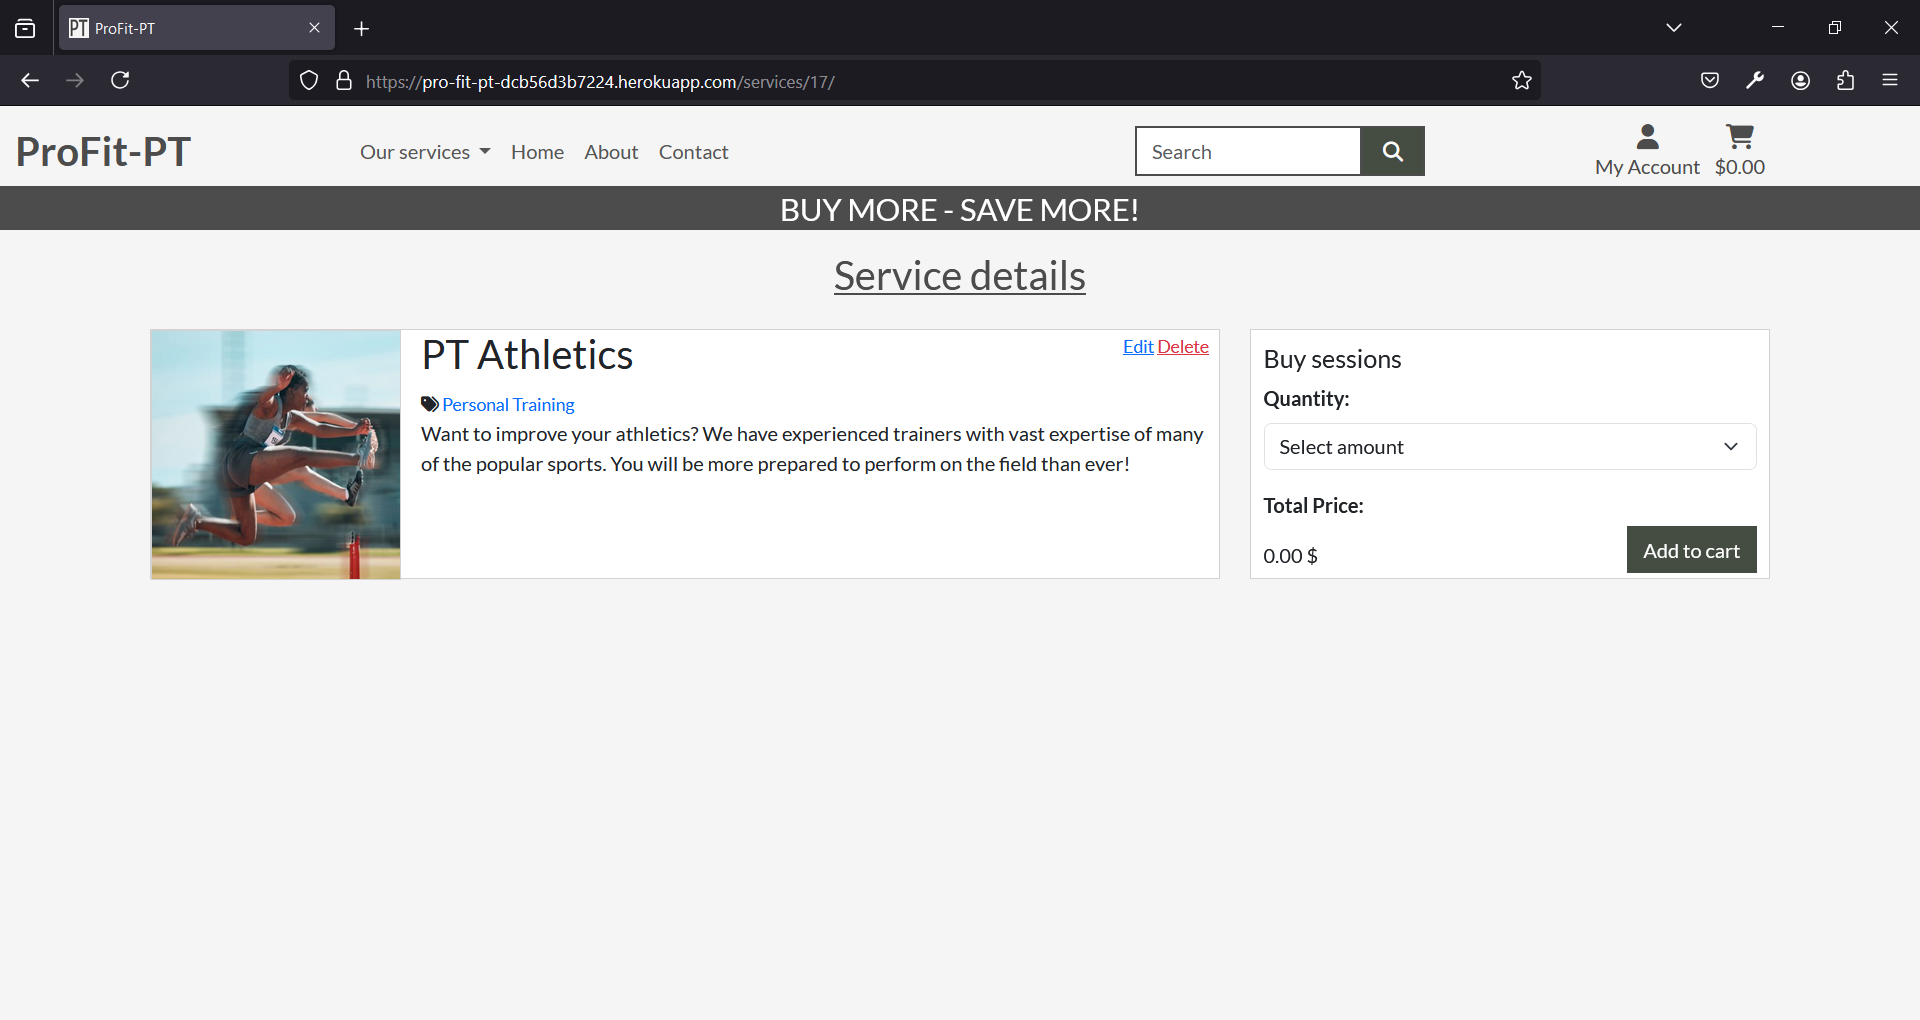 PT ProFit-PT
https://pro-fit-pt-dcb56d3b7224.herokuapp.com/services/17/
ProFit-PT
Our services Home About Contact
Search
My Account $0.00
BUY MORE - SAVE MORE!
Service details
PT Athletics
Edit Delete
Personal Training
Want to improve your athletics? We have experienced trainers with vast expertise of many
of the popular sports. You will be more prepared to perform on the field than ever!
Buy sessions
Quantity:
Select amount
Total Price:
0.00 $
Add to cart